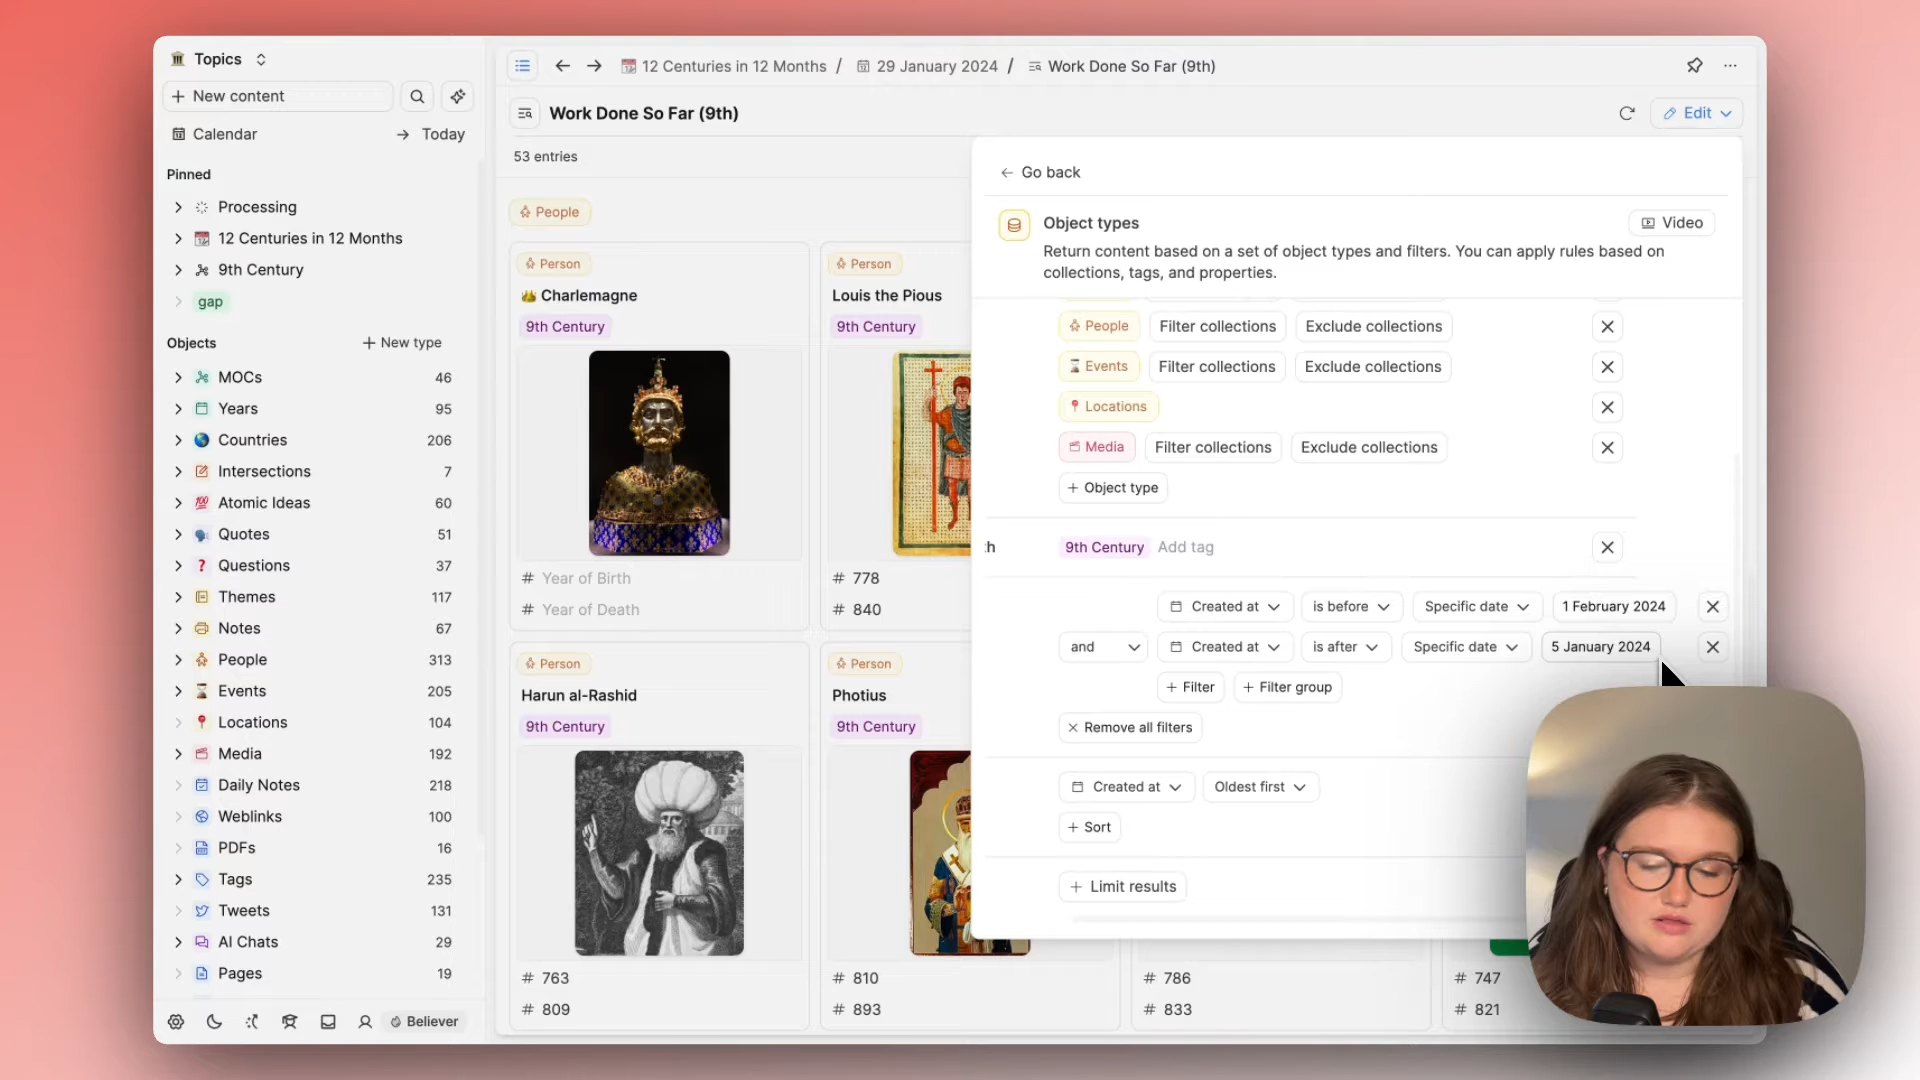 Topics
New content
Calendar
Today
Pinned
Processing
12 Centuries in 12 Months
9th Century
gap
Objects
New type
MOCs 46
Years 95
Countries 206
Intersections 7
Atomic Ideas 60
Quotes 51
Questions 37
Themes 117
Notes 67
People 313
Events 205
Locations 104
Media 192
Daily Notes 218
Weblinks 100
PDFs 16
Tags 235
Tweets 131
AI Chats 29
Pages 19
Believer
12 Centuries in 12 Months / 29 January 2024 / Work Done So Far (9th)
Work Done So Far (9th)
Edit
53 entries
People
Person
Charlemagne
9th Century
# Year of Birth
# Year of Death
Person
Louis the Pious
9th Century
# 778
# 840
Person
Harun al-Rashid
9th Century
# 763
# 809
Person
Photius
9th Century
# 810
# 893
# 786
# 833
# 747
# 821
Go back
Object types
Video
Return content based on a set of object types and filters. You can apply rules based on
collections, tags, and properties.
People Filter collections Exclude collections
Events Filter collections Exclude collections
Locations
Media Filter collections Exclude collections
+ Object type
th 9th Century Add tag
Created at is before Specific date 1 February 2024
and Created at is after Specific date 5 January 2024
+ Filter + Filter group
Remove all filters
Created at Oldest first
+ Sort
+ Limit results